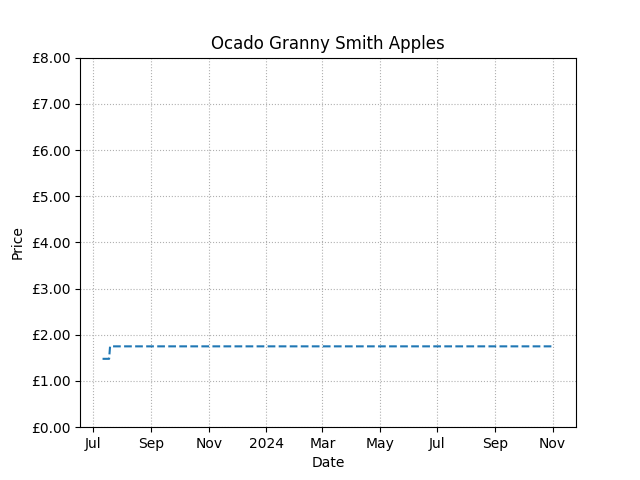 Ocado Granny Smith Apples
£8.00
£7.00
£6.00
£5.00
£4.00
£3.00
£2.00
£1.00
£0.00
Price
Jul Sep Nov 2024 Mar May Jul Sep Nov
Date